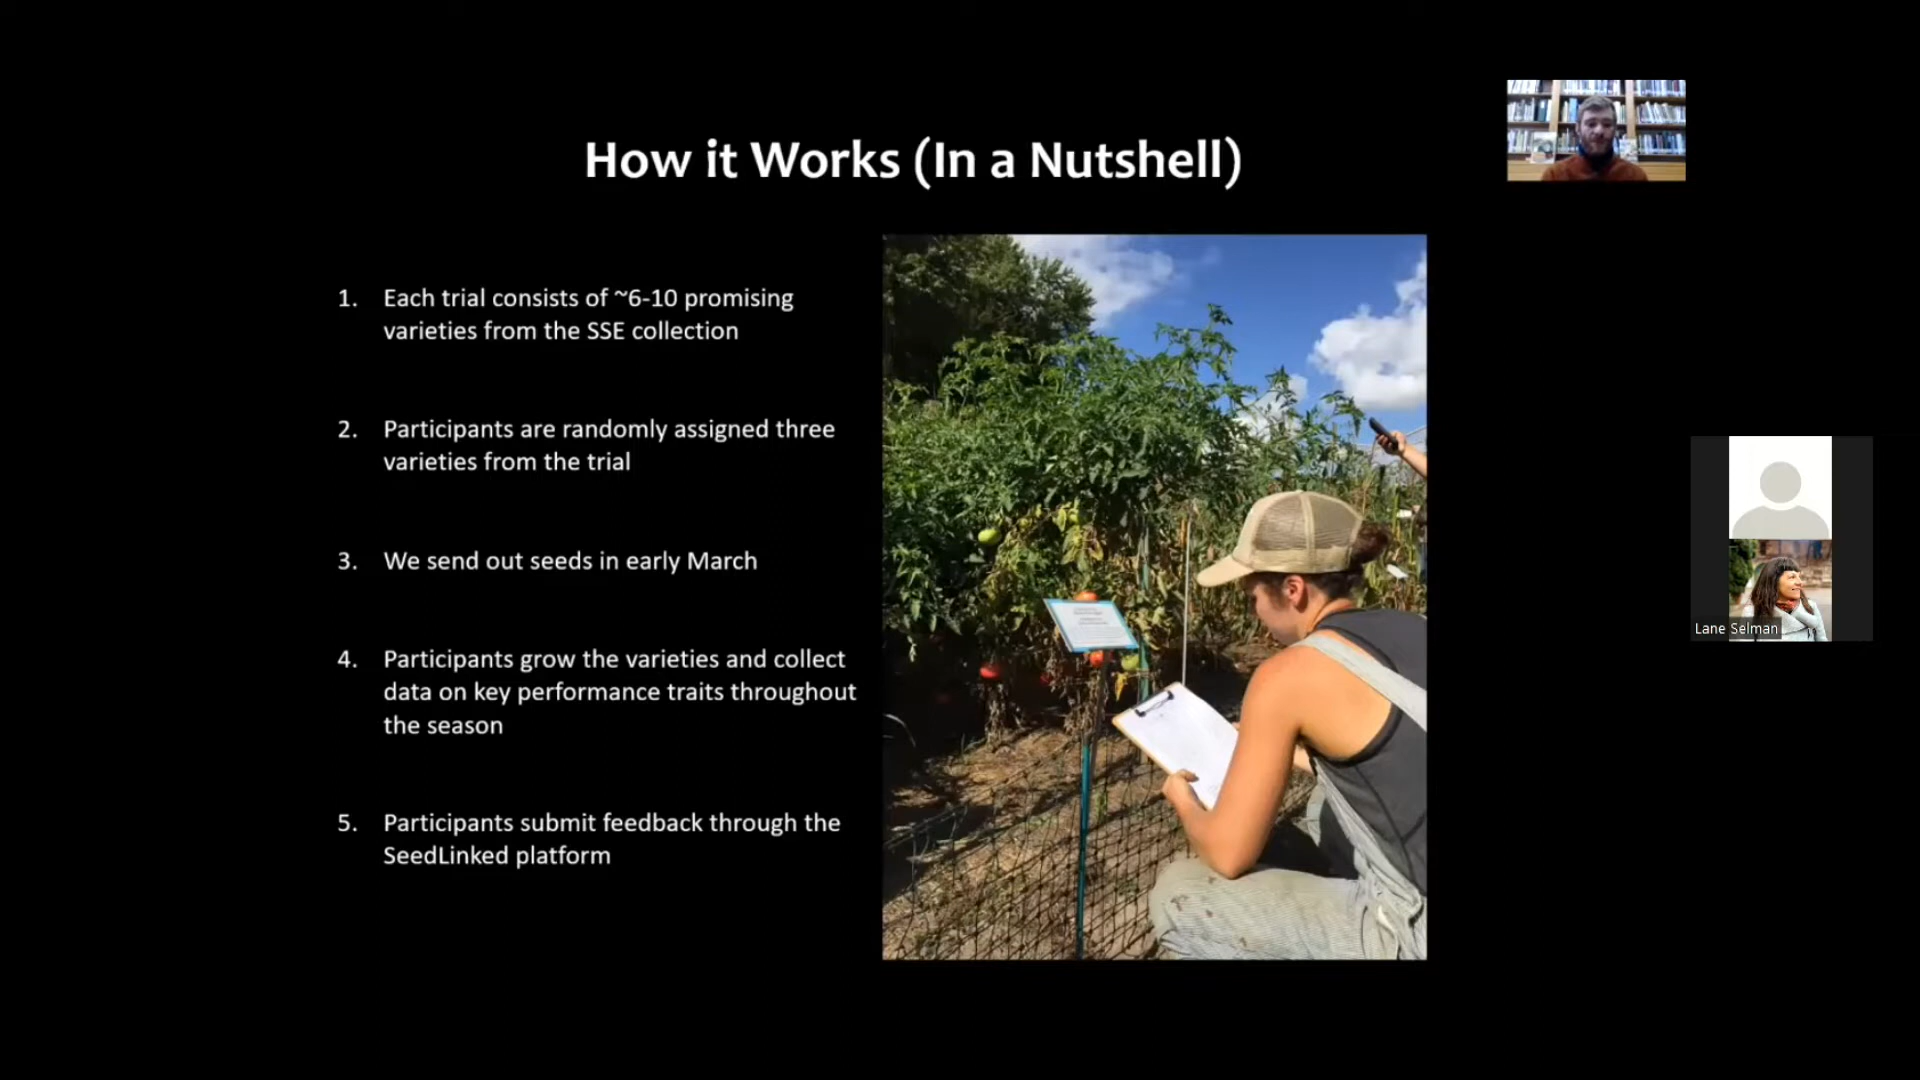 How it Works (In a Nutshell)
1. Each trial consists of ~6-10 promising
varieties from the SSE collection
2. Participants are randomly assigned three
varieties from the trial
3. We send out seeds in early March
4. Participants grow the varieties and collect
data on key performance traits throughout
the season
5. Participants submit feedback through the
SeedLinked platform
Lane Selman